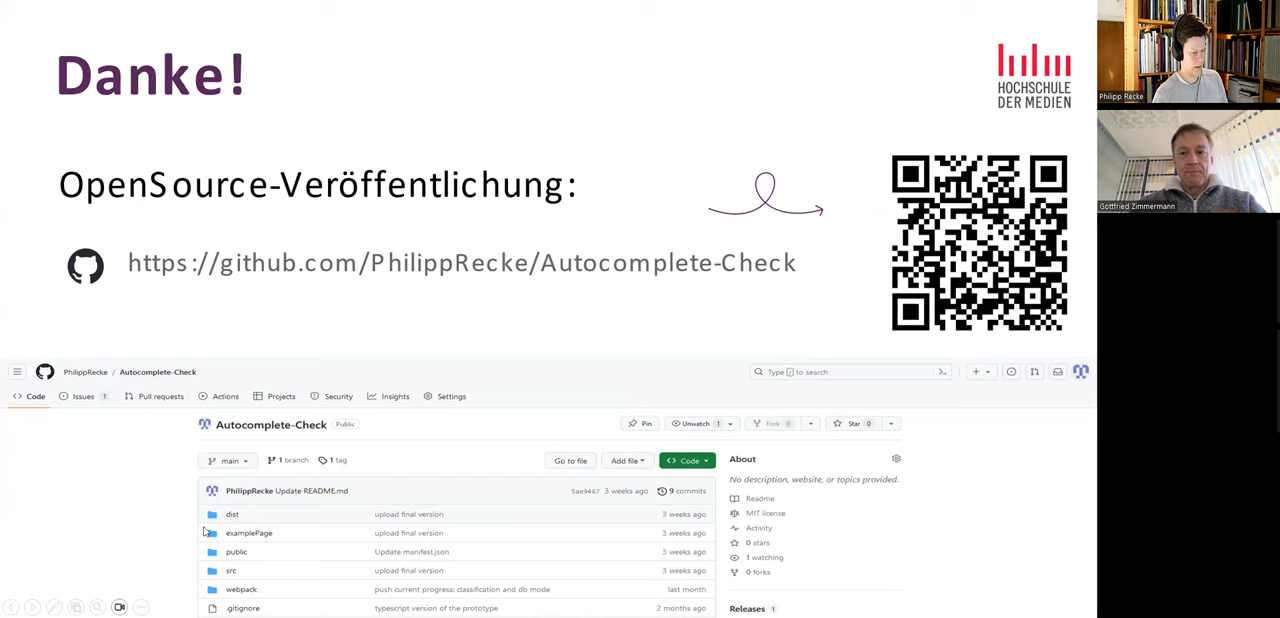 Danke!
HOCHSCHULE
DER MEDIEN
OpenSource-Veröffentlichung:
https://github.com/PhilippRecke/Autocomplete-Check
PhilippRecke / Autocomplete-Check
Type / to search
Code Issues 1 Pull requests Actions Projects Security Insights Settings
Autocomplete-Check Public
Pin Unwatch 1 Fork 0 Star 0
main 1 branch 1 tag
Go to file Add file Code
PhilippRecke Update README.md 5ae9467 3 weeks ago 9 commits
dist upload final version 3 weeks ago
examplePage upload final version 3 weeks ago
public Update manifest.json 3 weeks ago
src upload final version 3 weeks ago
webpack push current progress: classification and db mode last month
.gitignore typescript version of the prototype 2 months ago
About
No description, website, or topics provided.
Readme
MIT license
Activity
0 stars
1 watching
0 forks
Releases 1
Philipp Recke
Gottfried Zimmermann